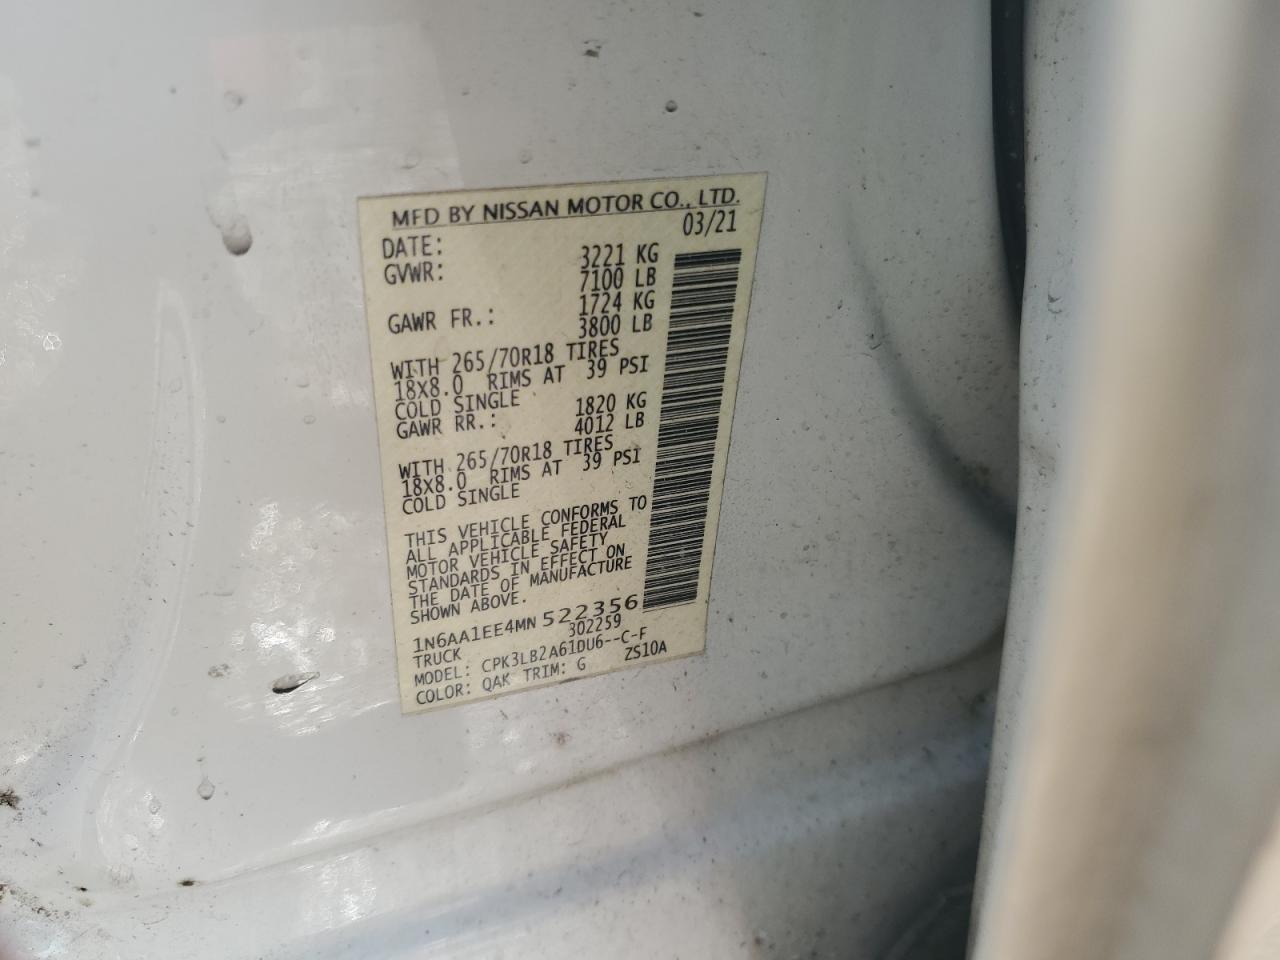 MFD BY NISSAN MOTOR CO., LTD.
DATE: 03/21
GVWR: 3221 KG
7100 LB
GAWR FR.: 1724 KG
3800 LB
WITH 265/70R18 TIRES
18X8.0 RIMS AT 39 PSI
COLD SINGLE
GAWR RR.: 1820 KG
4012 LB
WITH 265/70R18 TIRES
18X8.0 RIMS AT 39 PSI
COLD SINGLE
THIS VEHICLE CONFORMS TO
ALL APPLICABLE FEDERAL
MOTOR VEHICLE SAFETY
STANDARDS IN EFFECT ON
THE DATE OF MANUFACTURE
SHOWN ABOVE.
1N6AA1EE4MN522356
TRUCK 302259
MODEL: CPK3LB2A61DU6--C-F
COLOR: QAK TRIM: G ZS10A